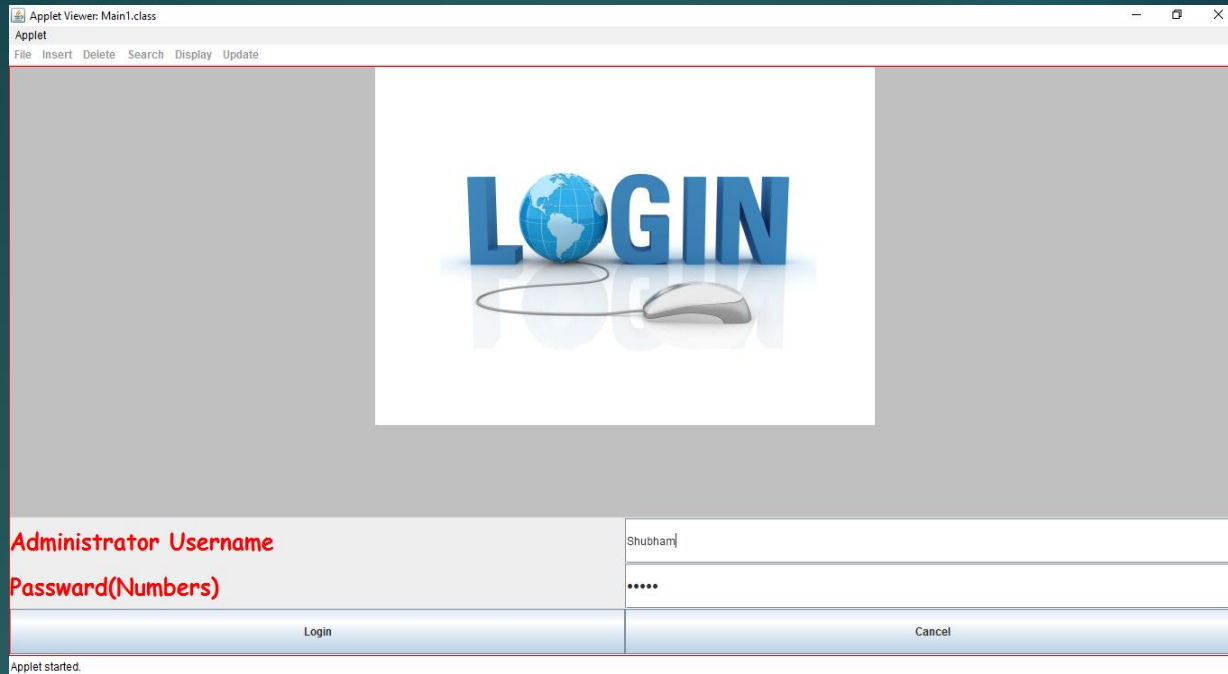 Applet Viewer: Main1.class
Applet
File Insert Delete Search Display Update
LOGIN
Administrator Username
Shubham
Passward(Numbers)
•••••
Login Cancel
Applet started.